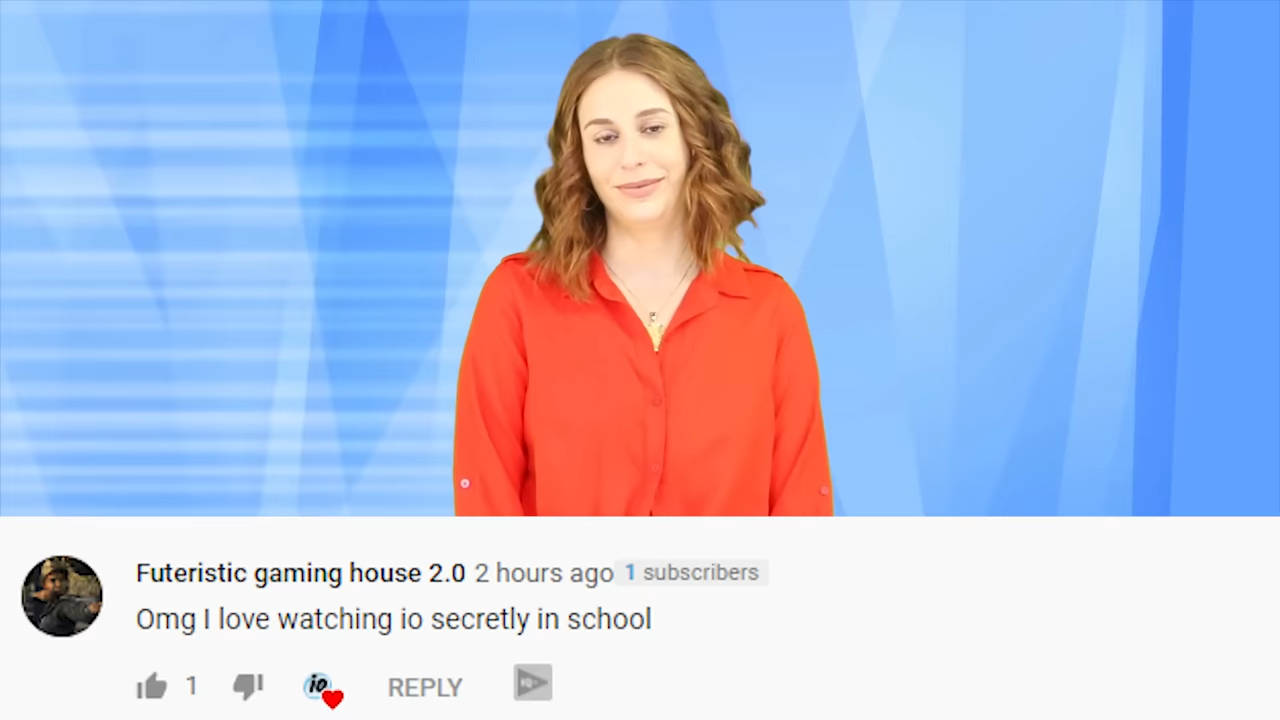 Futeristic gaming house 2.0 2 hours ago 1 subscribers
Omg I love watching io secretly in school
1 io REPLY